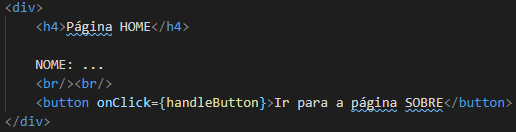 <div>
<h4>Página HOME</h4>
NOME: ...
<br/><br/>
<button onClick={handleButton}>Ir para a página SOBRE</button>
</div>